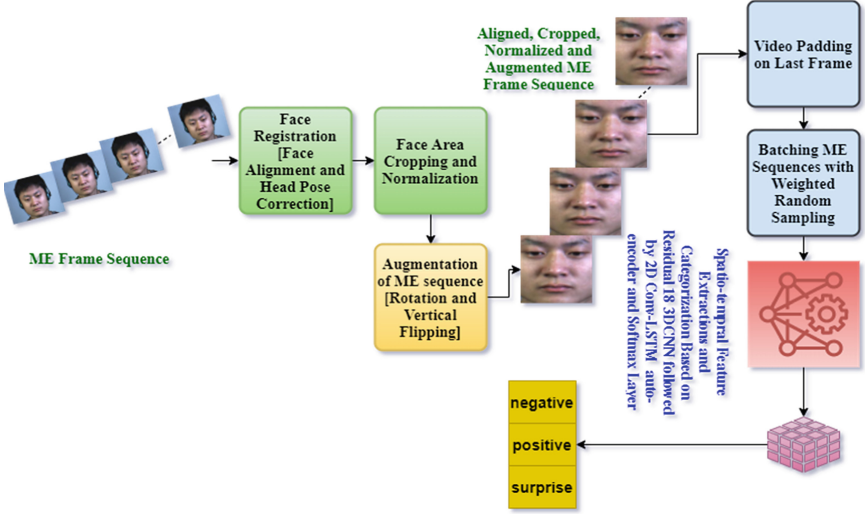 Aligned, Cropped,
Normalized and
Augmented ME
Frame Sequence
Video Padding
on Last Frame
Face
Registration
[Face
Alignment and
Head Pose
Correction]
Face Area
Cropping and
Normalization
Batching ME
Sequences with
Weighted
Random
Sampling
ME Frame Sequence
Augmentation
of ME sequence
[Rotation and
Vertical
Flipping]
Spatio-tempral Feature
Extractions and
Categorization Based on
Residual 18 3DCNN followed
by 2D Conv-LSTM auto-
encoder and Softmax Layer
negative
positive
surprise